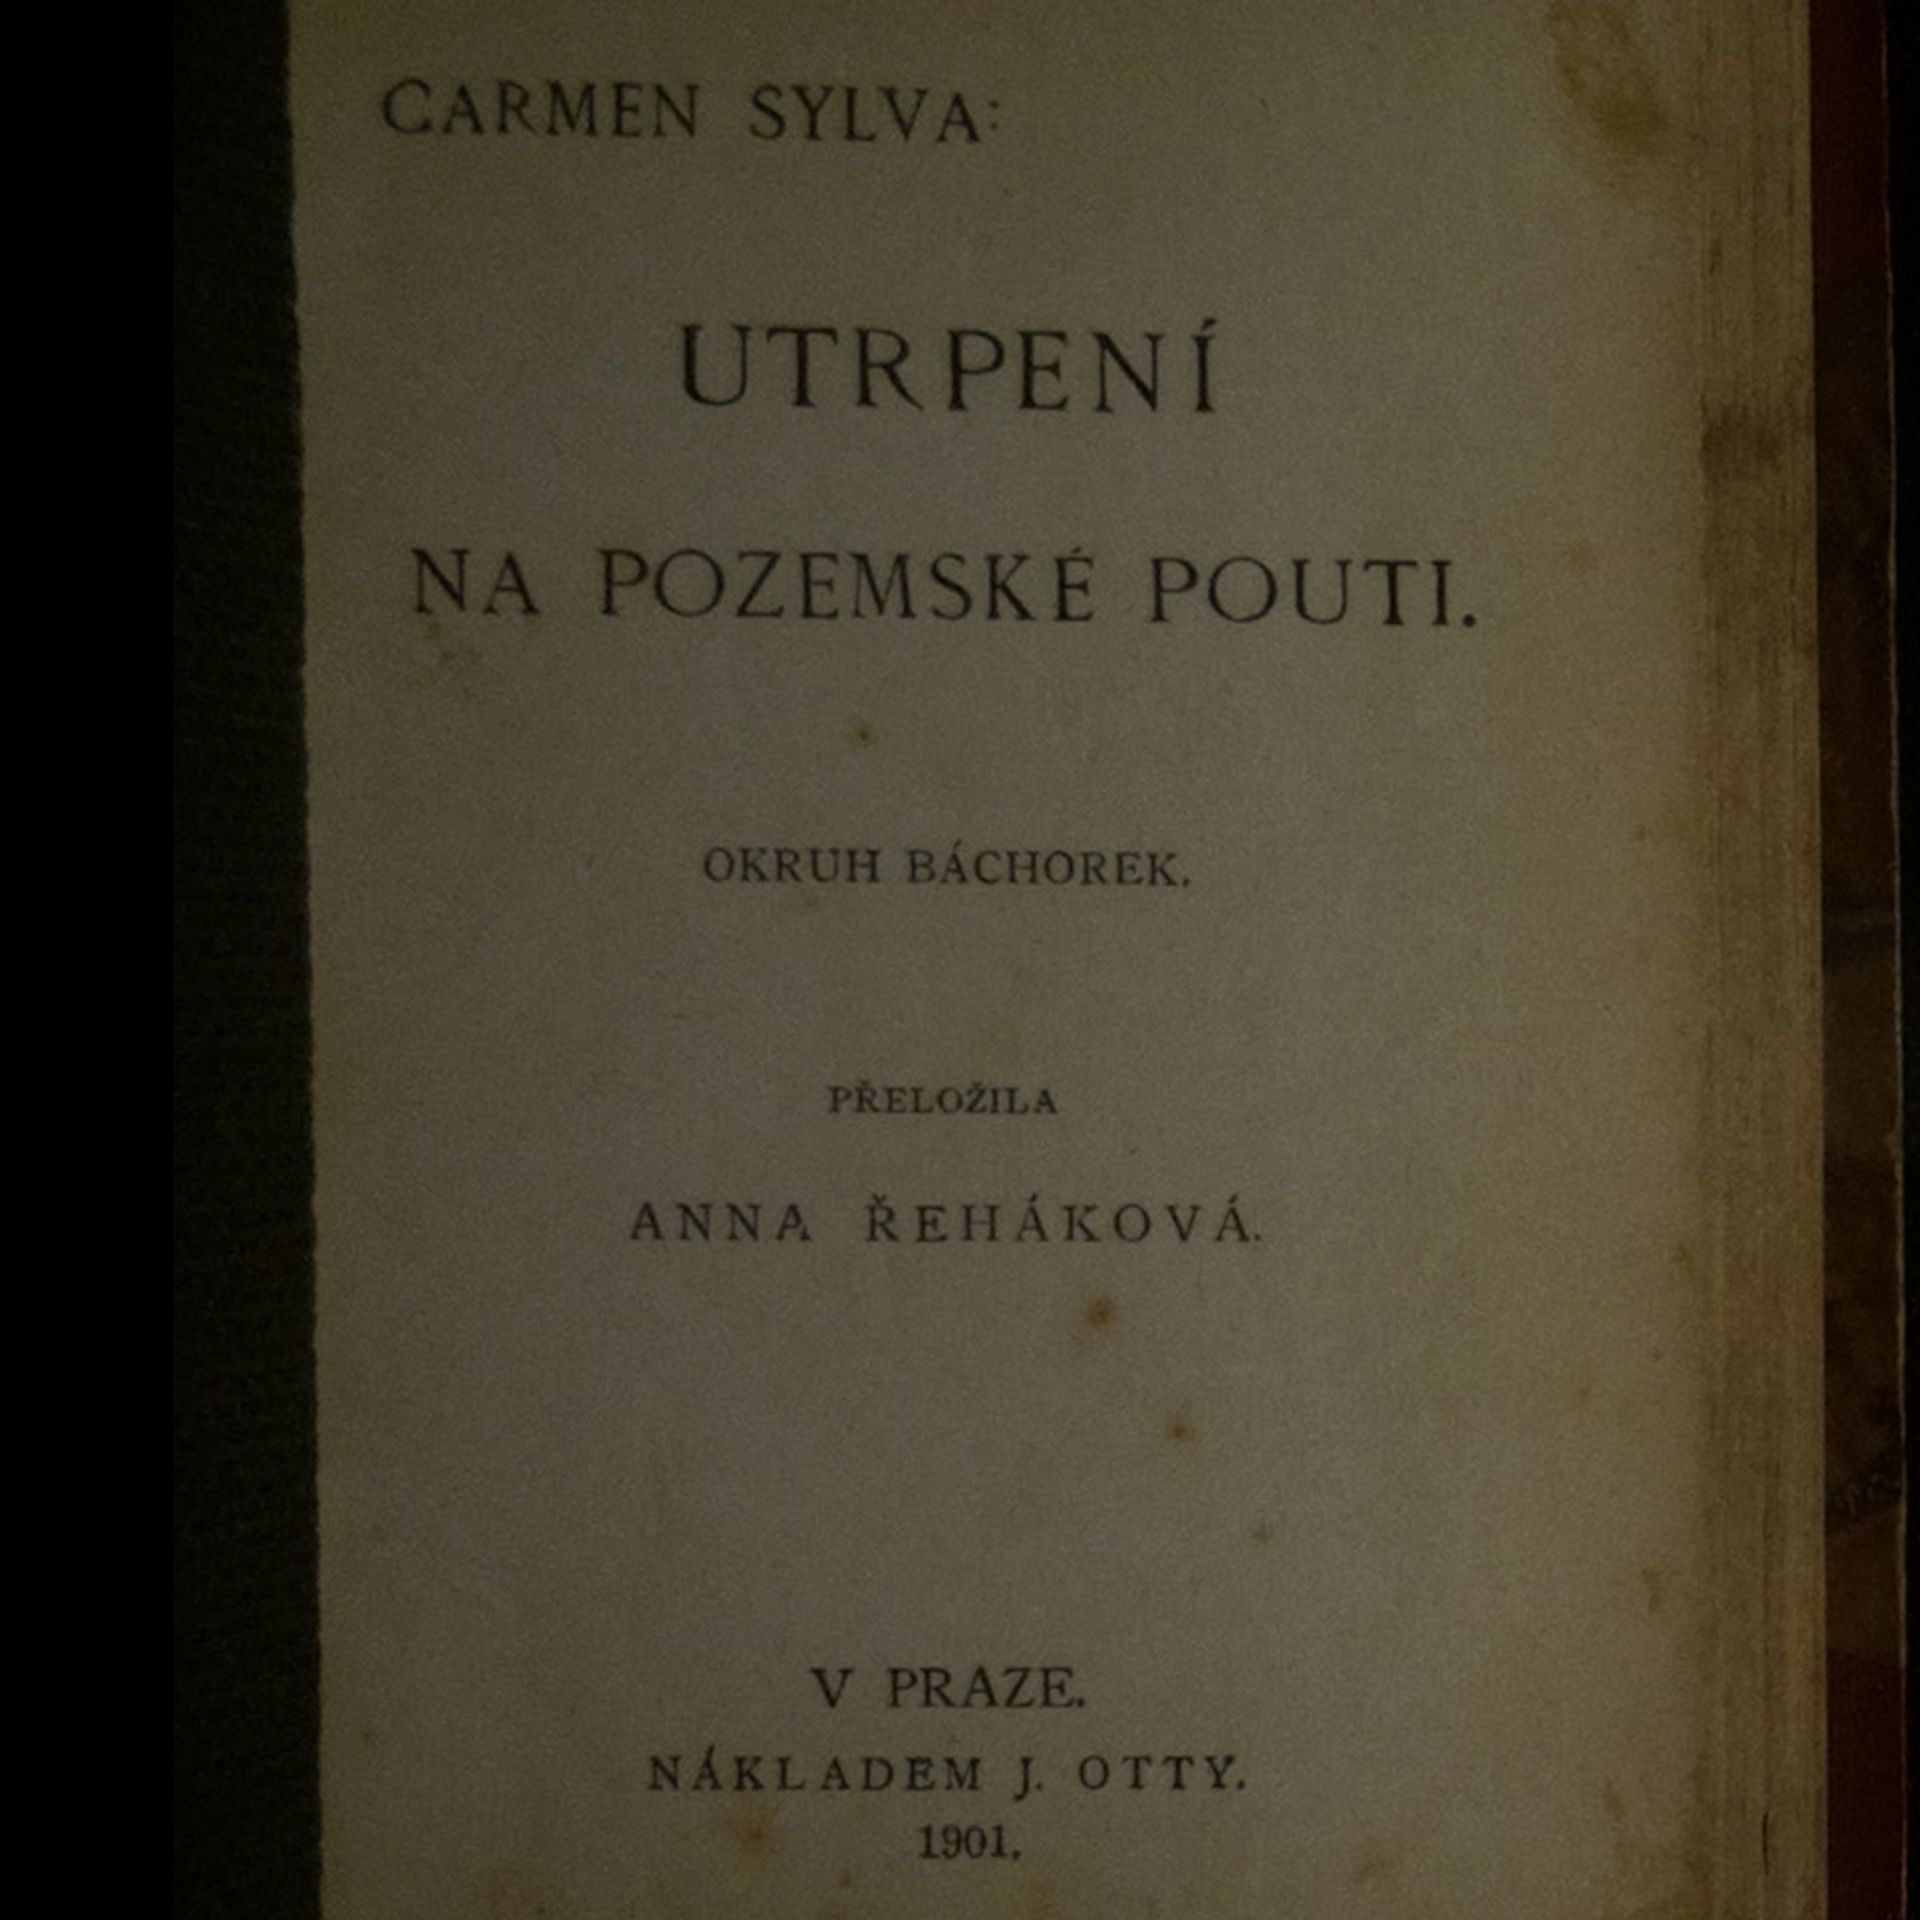 CARMEN SYLVA:
UTRPENÍ
NA POZEMSKÉ POUTI.
OKRUH BÁCHOREK.
PŘELOŽILA
ANNA ŘEHÁKOVÁ.
V PRAZE.
NÁKLADEM J. OTTY.
1901.